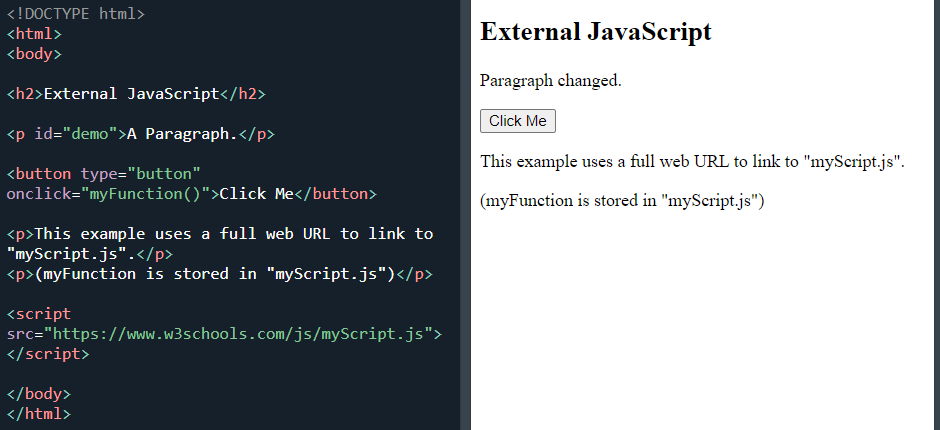 <!DOCTYPE html>
<html>
<body>
<h2>External JavaScript</h2>
<p id="demo">A Paragraph.</p>
<button type="button"
onclick="myFunction()">Click Me</button>
<p>This example uses a full web URL to link to
"myScript.js".</p>
<p>(myFunction is stored in "myScript.js")</p>
<script
src="https://www.w3schools.com/js/myScript.js">
</script>
</body>
</html>
External JavaScript
Paragraph changed.
Click Me
This example uses a full web URL to link to "myScript.js".
(myFunction is stored in "myScript.js")